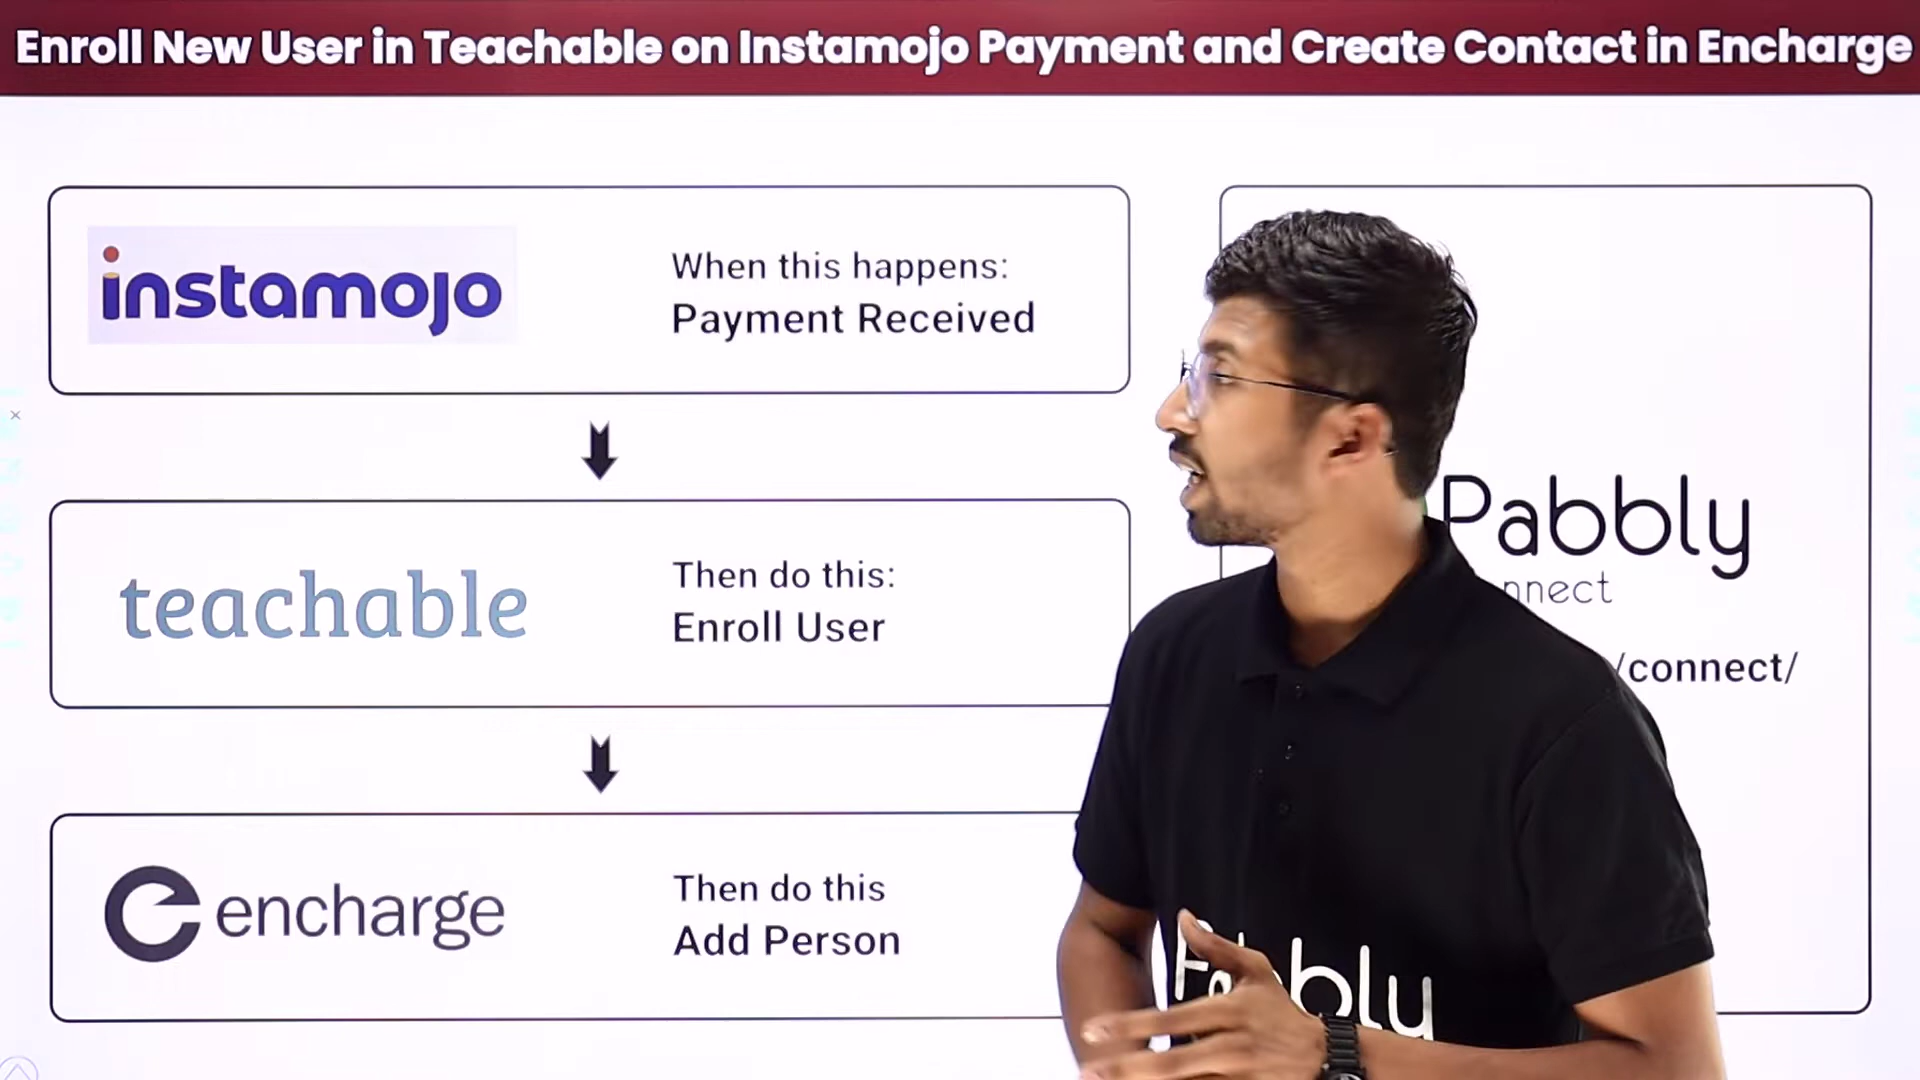 Enroll New User in Teachable on Instamojo Payment and Create Contact in Encharge
instamojo
When this happens:
Payment Received
teachable
Then do this:
Enroll User
encharge
Then do this
Add Person
Pabbly
/connect/